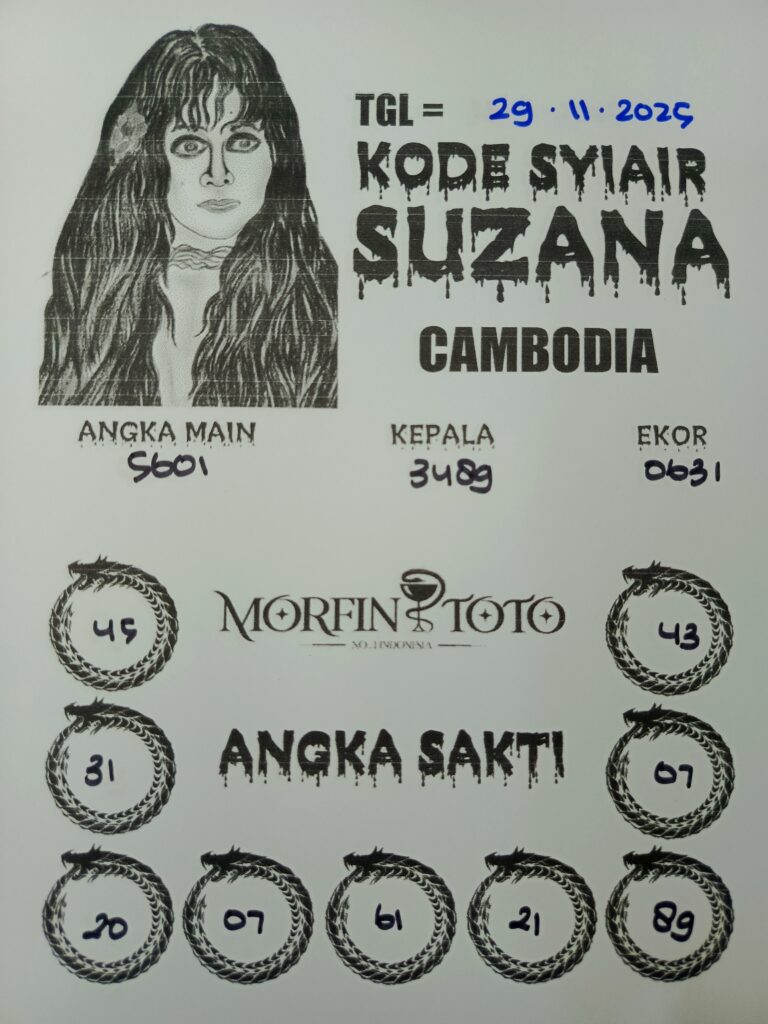 TGL = 29.11.2025
KODE SYIAIR
SUZANA
CAMBODIA
ANGKA MAIN KEPALA EKOR
5601 3489 0631
45 MORFIN TOTO 43
NO.1 INDONESIA
31 ANGKA SAKTI 07
20 07 61 21 89